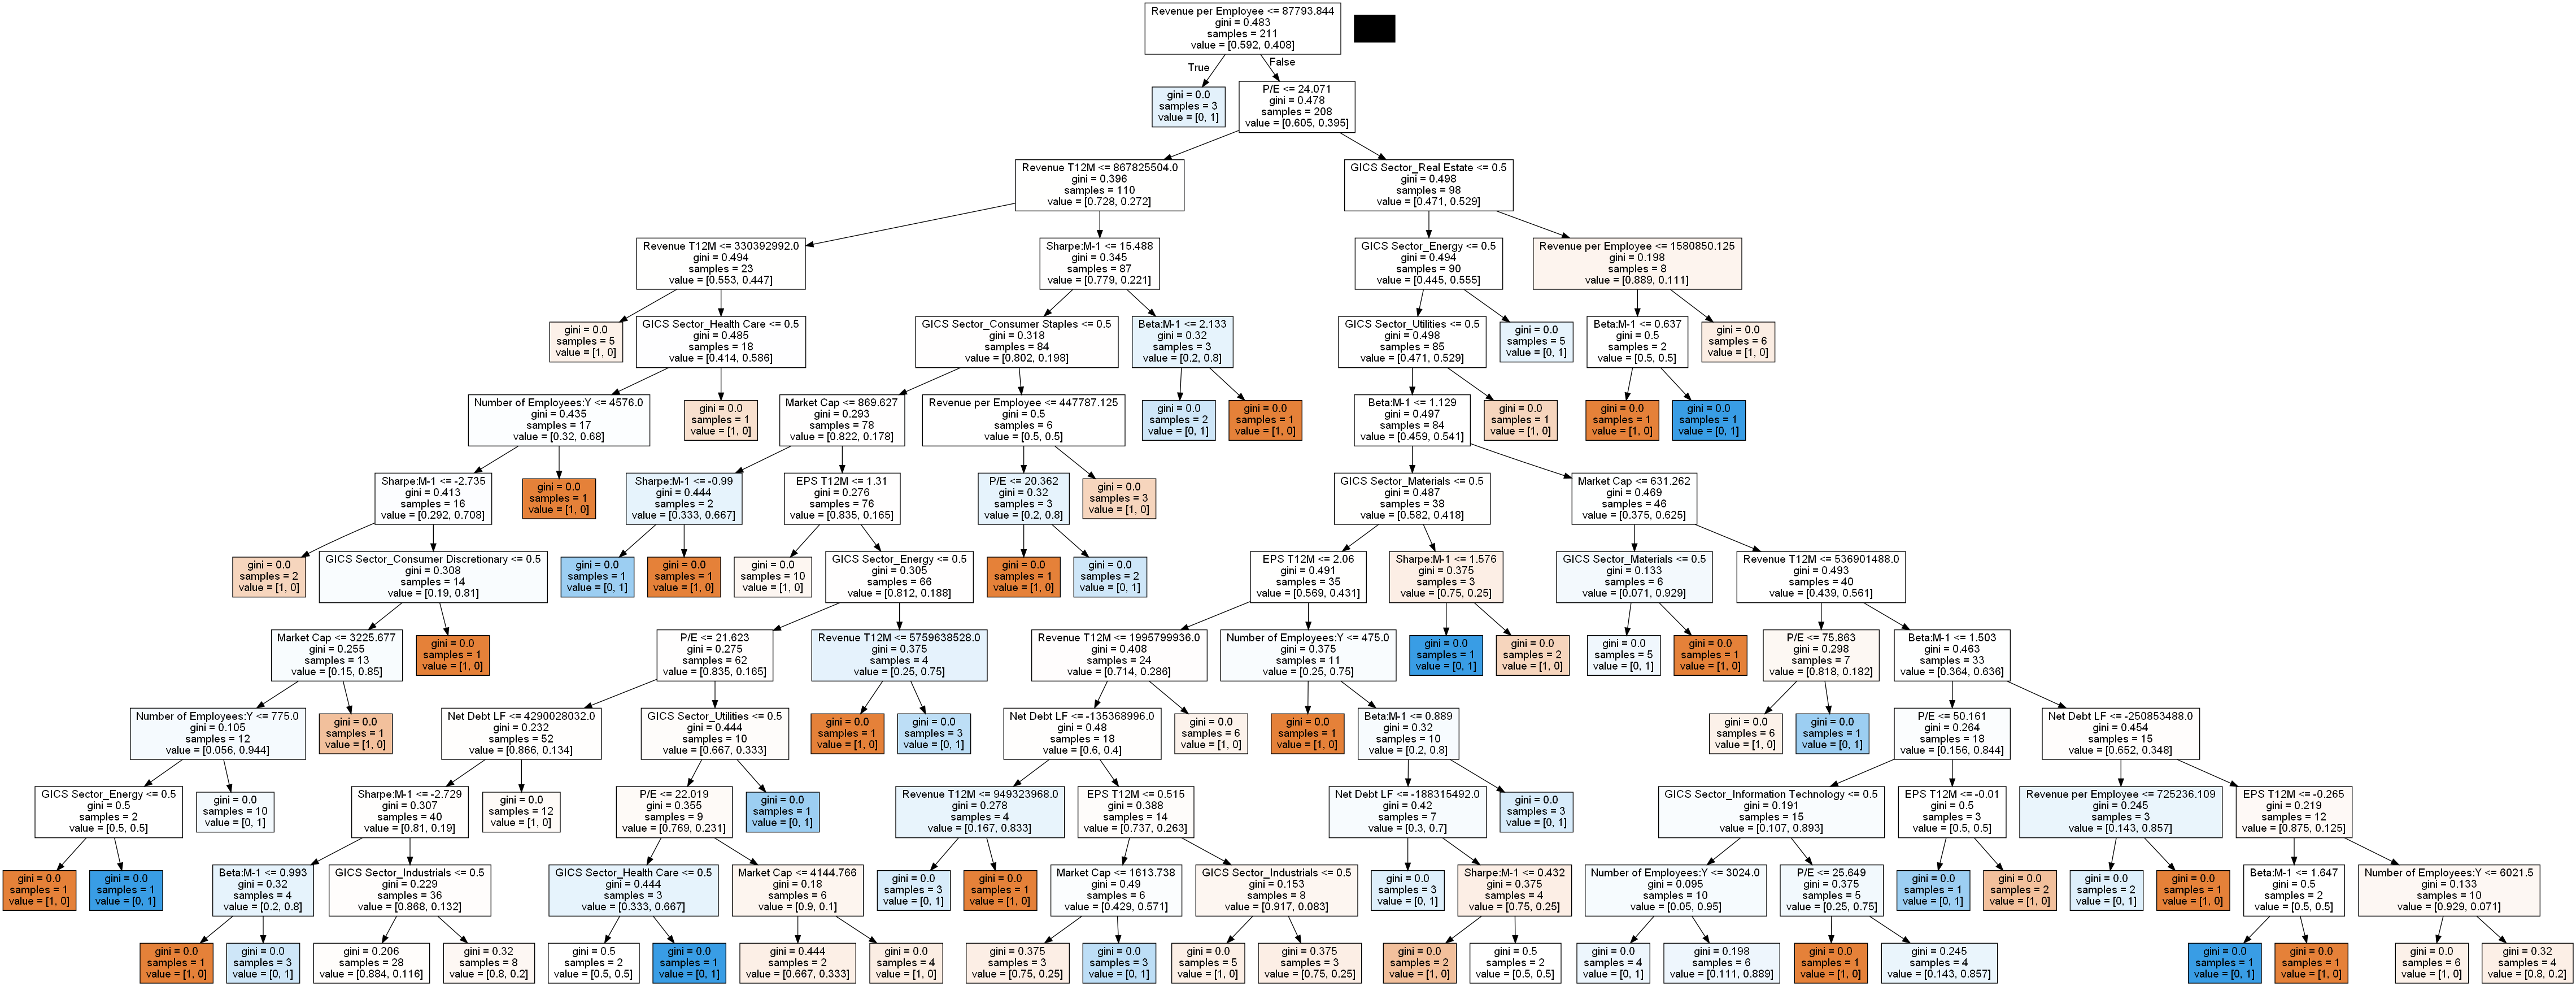 Revenue per Employee <= 87793.844
gini = 0.483
samples = 211
value = [0.592, 0.408]
True
False
gini = 0.0
samples = 3
value = [0, 1]
P/E <= 24.071
gini = 0.478
samples = 208
value = [0.605, 0.395]
Revenue T12M <= 867825504.0
gini = 0.396
samples = 110
value = [0.728, 0.272]
GICS Sector_Real Estate <= 0.5
gini = 0.498
samples = 98
value = [0.471, 0.529]
Revenue T12M <= 330392992.0
gini = 0.494
samples = 23
value = [0.553, 0.447]
Sharpe:M-1 <= 15.488
gini = 0.345
samples = 87
value = [0.779, 0.221]
GICS Sector_Energy <= 0.5
gini = 0.494
samples = 90
value = [0.445, 0.555]
Revenue per Employee <= 1580850.125
gini = 0.198
samples = 8
value = [0.889, 0.111]
gini = 0.0
samples = 5
value = [1, 0]
GICS Sector_Health Care <= 0.5
gini = 0.485
samples = 18
value = [0.414, 0.586]
GICS Sector_Consumer Staples <= 0.5
gini = 0.318
samples = 84
value = [0.802, 0.198]
Beta:M-1 <= 2.133
gini = 0.32
samples = 3
value = [0.2, 0.8]
GICS Sector_Utilities <= 0.5
gini = 0.498
samples = 85
value = [0.471, 0.529]
gini = 0.0
samples = 5
value = [0, 1]
Beta:M-1 <= 0.637
gini = 0.5
samples = 2
value = [0.5, 0.5]
gini = 0.0
samples = 6
value = [1, 0]
Number of Employees:Y <= 4576.0
gini = 0.435
samples = 17
value = [0.32, 0.68]
gini = 0.0
samples = 1
value = [1, 0]
Market Cap <= 869.627
gini = 0.293
samples = 78
value = [0.822, 0.178]
Revenue per Employee <= 447787.125
gini = 0.5
samples = 6
value = [0.5, 0.5]
gini = 0.0
samples = 2
value = [0, 1]
gini = 0.0
samples = 1
value = [1, 0]
Beta:M-1 <= 1.129
gini = 0.497
samples = 84
value = [0.459, 0.541]
gini = 0.0
samples = 1
value = [1, 0]
gini = 0.0
samples = 1
value = [1, 0]
gini = 0.0
samples = 1
value = [0, 1]
Sharpe:M-1 <= -2.735
gini = 0.413
samples = 16
value = [0.292, 0.708]
gini = 0.0
samples = 1
value = [1, 0]
Sharpe:M-1 <= -0.99
gini = 0.444
samples = 2
value = [0.333, 0.667]
EPS T12M <= 1.31
gini = 0.276
samples = 76
value = [0.835, 0.165]
P/E <= 20.362
gini = 0.32
samples = 3
value = [0.2, 0.8]
gini = 0.0
samples = 3
value = [1, 0]
GICS Sector_Materials <= 0.5
gini = 0.487
samples = 38
value = [0.582, 0.418]
Market Cap <= 631.262
gini = 0.469
samples = 46
value = [0.375, 0.625]
gini = 0.0
samples = 2
value = [1, 0]
GICS Sector_Consumer Discretionary <= 0.5
gini = 0.308
samples = 14
value = [0.19, 0.81]
gini = 0.0
samples = 1
value = [0, 1]
gini = 0.0
samples = 1
value = [1, 0]
gini = 0.0
samples = 10
value = [1, 0]
GICS Sector_Energy <= 0.5
gini = 0.305
samples = 66
value = [0.812, 0.188]
gini = 0.0
samples = 1
value = [1, 0]
gini = 0.0
samples = 2
value = [0, 1]
EPS T12M <= 2.06
gini = 0.491
samples = 35
value = [0.569, 0.431]
Sharpe:M-1 <= 1.576
gini = 0.375
samples = 3
value = [0.75, 0.25]
GICS Sector_Materials <= 0.5
gini = 0.133
samples = 6
value = [0.071, 0.929]
Revenue T12M <= 536901488.0
gini = 0.493
samples = 40
value = [0.439, 0.561]
Market Cap <= 3225.677
gini = 0.255
samples = 13
value = [0.15, 0.85]
gini = 0.0
samples = 1
value = [1, 0]
P/E <= 21.623
gini = 0.275
samples = 62
value = [0.835, 0.165]
Revenue T12M <= 5759638528.0
gini = 0.375
samples = 4
value = [0.25, 0.75]
Revenue T12M <= 1995799936.0
gini = 0.408
samples = 24
value = [0.714, 0.286]
Number of Employees:Y <= 475.0
gini = 0.375
samples = 11
value = [0.25, 0.75]
gini = 0.0
samples = 1
value = [0, 1]
gini = 0.0
samples = 2
value = [1, 0]
gini = 0.0
samples = 5
value = [0, 1]
gini = 0.0
samples = 1
value = [1, 0]
P/E <= 75.863
gini = 0.298
samples = 7
value = [0.818, 0.182]
Beta:M-1 <= 1.503
gini = 0.463
samples = 33
value = [0.364, 0.636]
Number of Employees:Y <= 775.0
gini = 0.105
samples = 12
value = [0.056, 0.944]
gini = 0.0
samples = 1
value = [1, 0]
Net Debt LF <= 4290028032.0
gini = 0.232
samples = 52
value = [0.866, 0.134]
GICS Sector_Utilities <= 0.5
gini = 0.444
samples = 10
value = [0.667, 0.333]
gini = 0.0
samples = 1
value = [1, 0]
gini = 0.0
samples = 3
value = [0, 1]
Net Debt LF <= -135368996.0
gini = 0.48
samples = 18
value = [0.6, 0.4]
gini = 0.0
samples = 6
value = [1, 0]
gini = 0.0
samples = 1
value = [1, 0]
Beta:M-1 <= 0.889
gini = 0.32
samples = 10
value = [0.2, 0.8]
gini = 0.0
samples = 6
value = [1, 0]
gini = 0.0
samples = 1
value = [0, 1]
P/E <= 50.161
gini = 0.264
samples = 18
value = [0.156, 0.844]
Net Debt LF <= -250853488.0
gini = 0.454
samples = 15
value = [0.652, 0.348]
GICS Sector_Energy <= 0.5
gini = 0.5
samples = 2
value = [0.5, 0.5]
gini = 0.0
samples = 10
value = [0, 1]
Sharpe:M-1 <= -2.729
gini = 0.307
samples = 40
value = [0.81, 0.19]
gini = 0.0
samples = 12
value = [1, 0]
P/E <= 22.019
gini = 0.355
samples = 9
value = [0.769, 0.231]
gini = 0.0
samples = 1
value = [0, 1]
Revenue T12M <= 949323968.0
gini = 0.278
samples = 4
value = [0.167, 0.833]
EPS T12M <= 0.515
gini = 0.388
samples = 14
value = [0.737, 0.263]
Net Debt LF <= -188315492.0
gini = 0.42
samples = 7
value = [0.3, 0.7]
gini = 0.0
samples = 3
value = [0, 1]
GICS Sector_Information Technology <= 0.5
gini = 0.191
samples = 15
value = [0.107, 0.893]
EPS T12M <= -0.01
gini = 0.5
samples = 3
value = [0.5, 0.5]
Revenue per Employee <= 725236.109
gini = 0.245
samples = 3
value = [0.143, 0.857]
EPS T12M <= -0.265
gini = 0.219
samples = 12
value = [0.875, 0.125]
gini = 0.0
samples = 1
value = [1, 0]
gini = 0.0
samples = 1
value = [0, 1]
Beta:M-1 <= 0.993
gini = 0.32
samples = 4
value = [0.2, 0.8]
GICS Sector_Industrials <= 0.5
gini = 0.229
samples = 36
value = [0.868, 0.132]
GICS Sector_Health Care <= 0.5
gini = 0.444
samples = 3
value = [0.333, 0.667]
Market Cap <= 4144.766
gini = 0.18
samples = 6
value = [0.9, 0.1]
gini = 0.0
samples = 3
value = [0, 1]
gini = 0.0
samples = 1
value = [1, 0]
Market Cap <= 1613.738
gini = 0.49
samples = 6
value = [0.429, 0.571]
GICS Sector_Industrials <= 0.5
gini = 0.153
samples = 8
value = [0.917, 0.083]
gini = 0.0
samples = 3
value = [0, 1]
Sharpe:M-1 <= 0.432
gini = 0.375
samples = 4
value = [0.75, 0.25]
Number of Employees:Y <= 3024.0
gini = 0.095
samples = 10
value = [0.05, 0.95]
P/E <= 25.649
gini = 0.375
samples = 5
value = [0.25, 0.75]
gini = 0.0
samples = 1
value = [0, 1]
gini = 0.0
samples = 2
value = [1, 0]
gini = 0.0
samples = 2
value = [0, 1]
gini = 0.0
samples = 1
value = [1, 0]
Beta:M-1 <= 1.647
gini = 0.5
samples = 2
value = [0.5, 0.5]
Number of Employees:Y <= 6021.5
gini = 0.133
samples = 10
value = [0.929, 0.071]
gini = 0.0
samples = 1
value = [1, 0]
gini = 0.0
samples = 3
value = [0, 1]
gini = 0.206
samples = 28
value = [0.884, 0.116]
gini = 0.32
samples = 8
value = [0.8, 0.2]
gini = 0.5
samples = 2
value = [0.5, 0.5]
gini = 0.0
samples = 1
value = [0, 1]
gini = 0.444
samples = 2
value = [0.667, 0.333]
gini = 0.0
samples = 4
value = [1, 0]
gini = 0.375
samples = 3
value = [0.75, 0.25]
gini = 0.0
samples = 3
value = [0, 1]
gini = 0.0
samples = 5
value = [1, 0]
gini = 0.375
samples = 3
value = [0.75, 0.25]
gini = 0.0
samples = 2
value = [1, 0]
gini = 0.5
samples = 2
value = [0.5, 0.5]
gini = 0.0
samples = 4
value = [0, 1]
gini = 0.198
samples = 6
value = [0.111, 0.889]
gini = 0.0
samples = 1
value = [1, 0]
gini = 0.245
samples = 4
value = [0.143, 0.857]
gini = 0.0
samples = 1
value = [0, 1]
gini = 0.0
samples = 1
value = [1, 0]
gini = 0.0
samples = 6
value = [1, 0]
gini = 0.32
samples = 4
value = [0.8, 0.2]